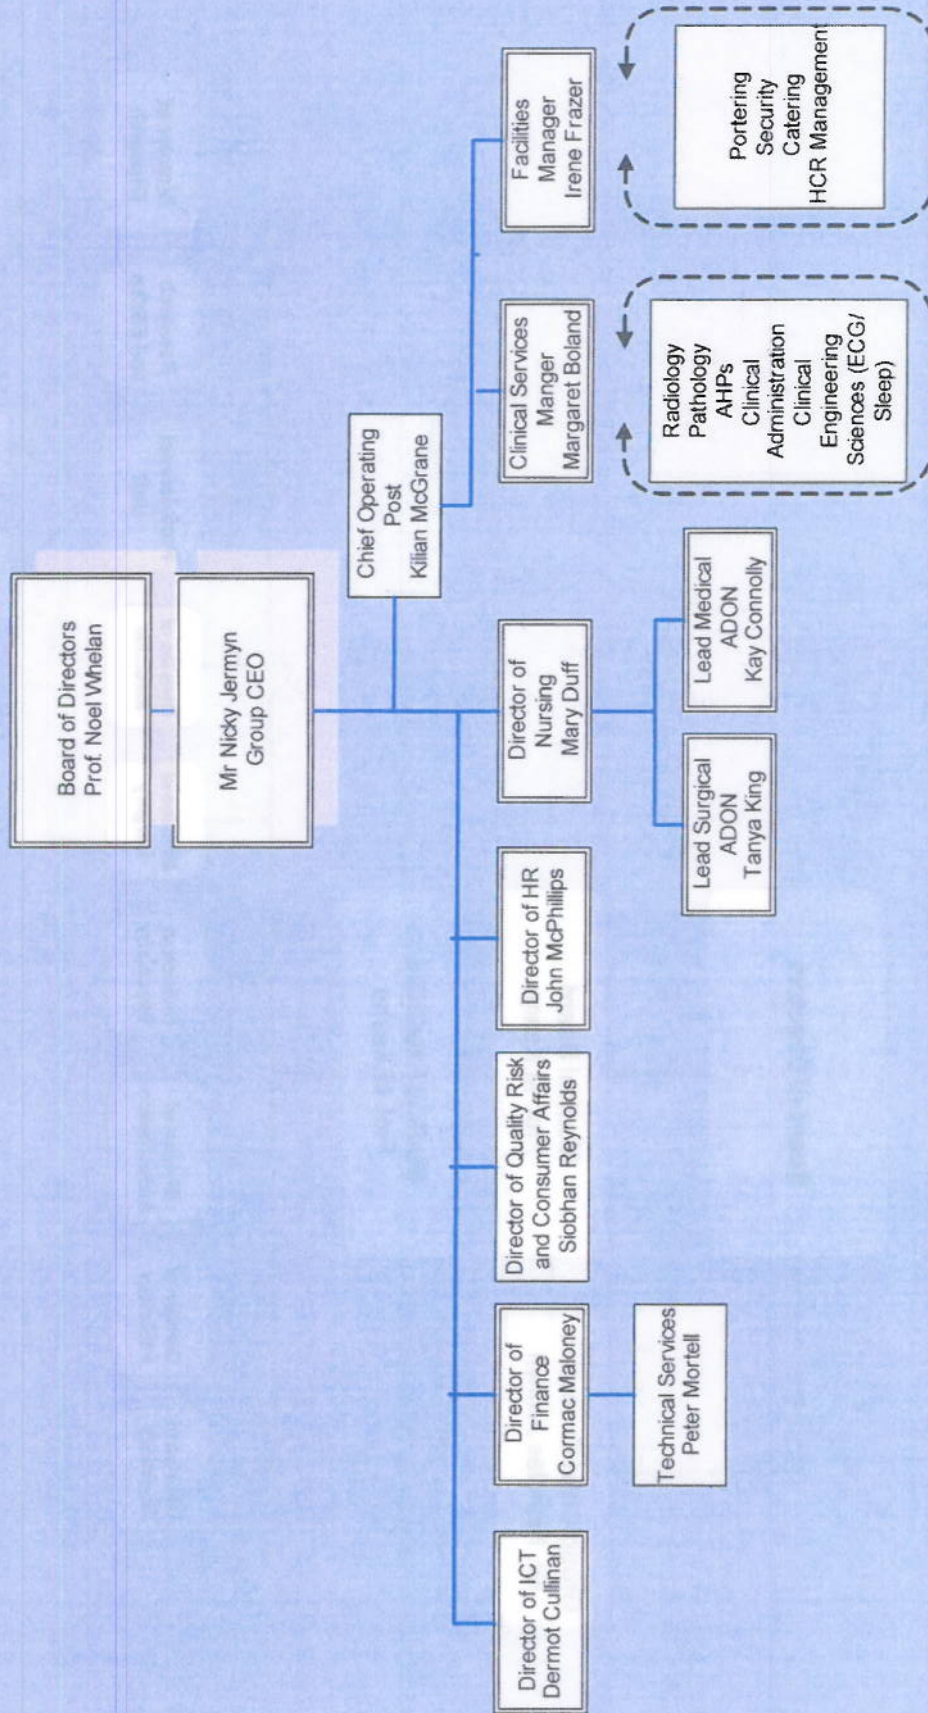 Board of Directors
Prof. Noel Whelan
Mr Nicky Jermyn
Group CEO
Chief Operating
Post
Kilian McGrane
Director of ICT
Dermot Cullinan
Director of
Finance
Cormac Maloney
Director of Quality Risk
and Consumer Affairs
Siobhan Reynolds
Director of HR
John McPhillips
Director of
Nursing
Mary Duff
Clinical Services
Manger
Margaret Boland
Facilities
Manager
Irene Frazer
Technical Services
Peter Mortell
Lead Surgical
ADON
Tanya King
Lead Medical
ADON
Kay Connolly
Radiology
Pathology
AHPs
Clinical
Administration
Clinical
Engineering
Sciences (ECG/
Sleep)
Portering
Security
Catering
HCR Management